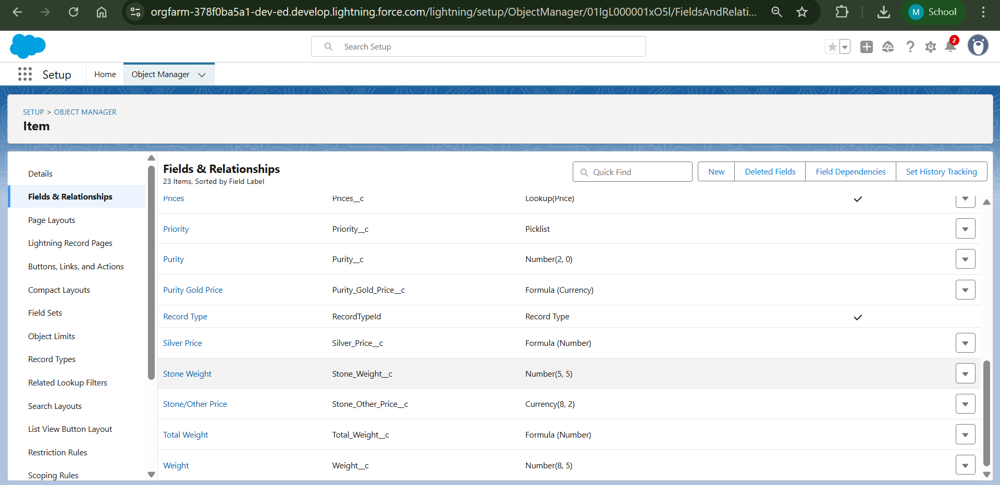 orgfarm-378f0ba5a1-dev-ed.develop.lightning.force.com/lightning/setup/ObjectManager/01IgL000001xO5l/FieldsAndRelati...
M School
Search Setup
2
Setup Home Object Manager
SETUP > OBJECT MANAGER
Item
Details
Fields & Relationships
Page Layouts
Lightning Record Pages
Buttons, Links, and Actions
Compact Layouts
Field Sets
Object Limits
Record Types
Related Lookup Filters
Search Layouts
List View Button Layout
Restriction Rules
Scoping Rules
Fields & Relationships
23 Items, Sorted by Field Label
Quick Find
New Deleted Fields Field Dependencies Set History Tracking
Prices Prices__c Lookup(Price)
Priority Priority__c Picklist
Purity Purity__c Number(2, 0)
Purity Gold Price Purity_Gold_Price__c Formula (Currency)
Record Type RecordTypeId Record Type
Silver Price Silver_Price__c Formula (Number)
Stone Weight Stone_Weight__c Number(5, 5)
Stone/Other Price Stone_Other_Price__c Currency(8, 2)
Total Weight Total_Weight__c Formula (Number)
Weight Weight__c Number(8, 5)